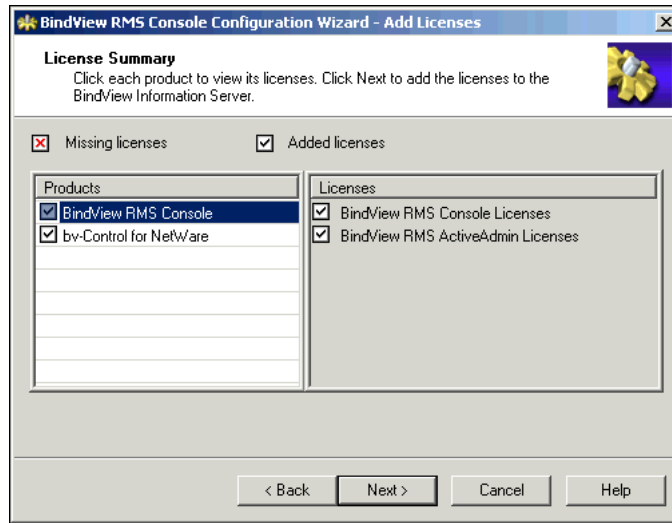 BindView RMS Console Configuration Wizard - Add Licenses
License Summary
Click each product to view its licenses. Click Next to add the licenses to the
BindView Information Server.
Missing licenses
Added licenses
Products
Licenses
BindView RMS Console
BindView RMS Console Licenses
bv-Control for NetWare
BindView RMS ActiveAdmin Licenses
< Back
Next >
Cancel
Help